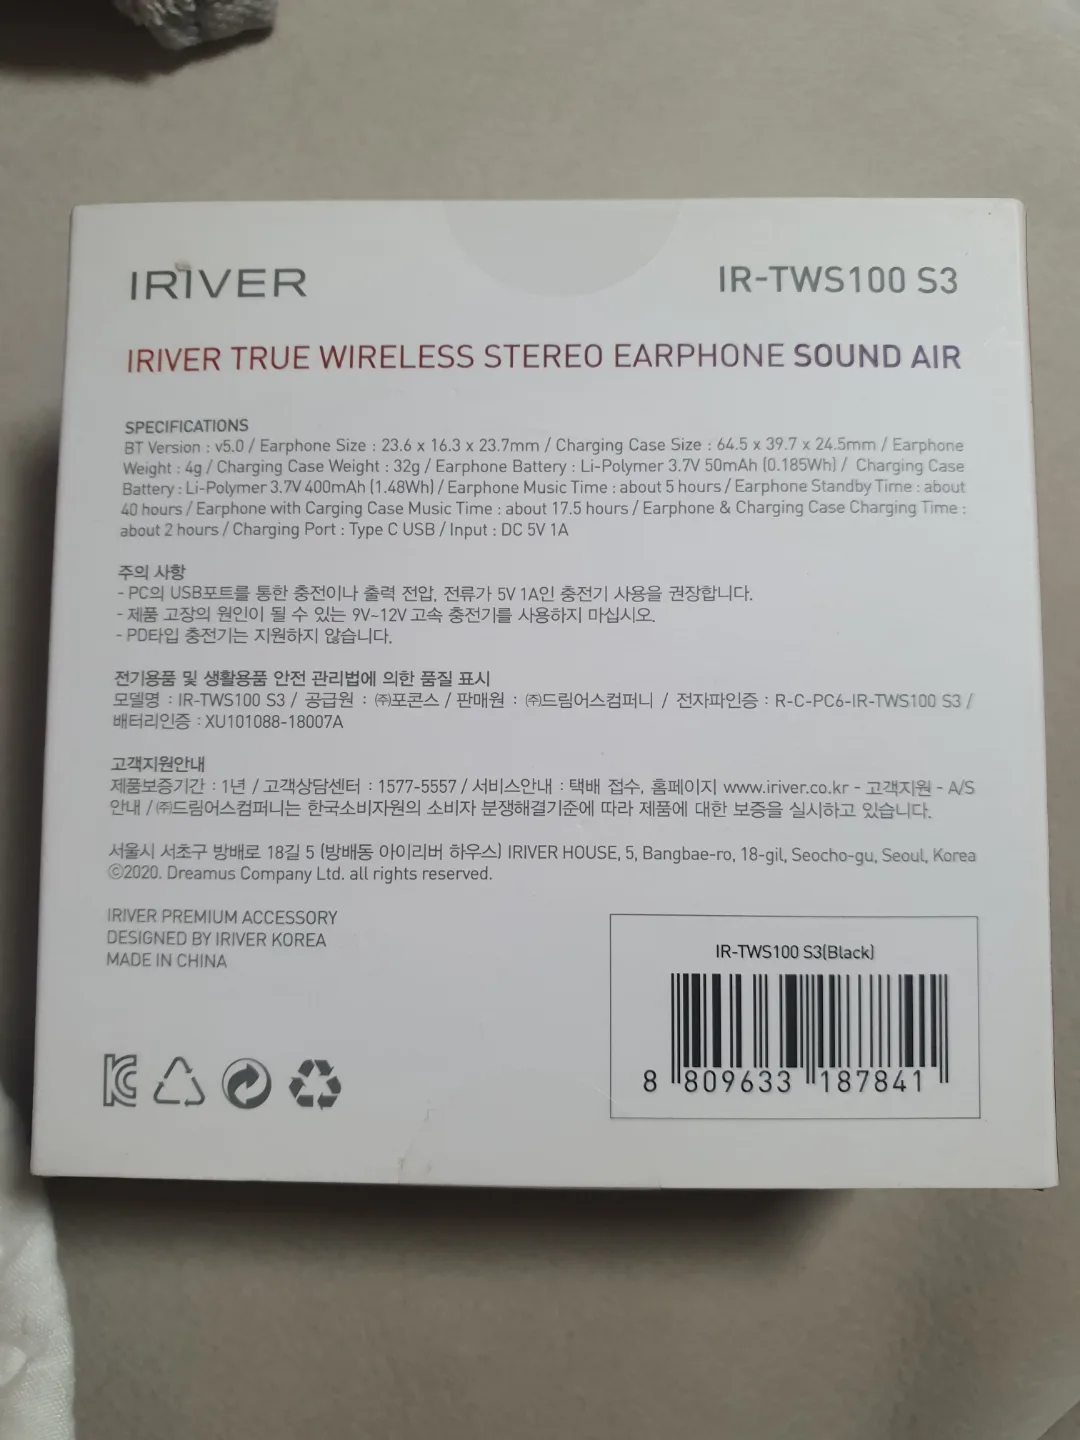 IRIVER
IR-TWS100 S3
IRIVER TRUE WIRELESS STEREO EARPHONE SOUND AIR
SPECIFICATIONS
BT Version : v5.0 / Earphone Size : 23.6 x 16.3 x 23.7mm / Charging Case Size : 64.5 x 39.7 x 24.5mm / Earphone
Weight : 4g / Charging Case Weight : 32g / Earphone Battery : Li-Polymer 3.7V 50mAh (0.185Wh) / Charging Case
Battery : Li-Polymer 3.7V 400mAh (1.48Wh) / Earphone Music Time : about 5 hours / Earphone Standby Time : about
40 hours / Earphone with Carging Case Music Time : about 17.5 hours / Earphone & Charging Case Charging Time :
about 2 hours / Charging Port : Type C USB / Input : DC 5V 1A
주의 사항
- PC의 USB포트를 통한 충전이나 출력 전압, 전류가 5V 1A인 충전기 사용을 권장합니다.
- 제품 고장의 원인이 될 수 있는 9V~12V 고속 충전기를 사용하지 마십시오.
- PD타입 충전기는 지원하지 않습니다.
전기용품 및 생활용품 안전 관리법에 의한 품질 표시
모델명 : IR-TWS100 S3 / 공급원 : ㈜포콘스 / 판매원 : ㈜드림어스컴퍼니 / 전자파인증 : R-C-PC6-IR-TWS100 S3 /
배터리인증 : XU101088-18007A
고객지원안내
제품보증기간 : 1년 / 고객상담센터 : 1577-5557 / 서비스안내 : 택배 접수, 홈페이지 www.iriver.co.kr - 고객지원 - A/S
안내 / ㈜드림어스컴퍼니는 한국소비자원의 소비자 분쟁해결기준에 따라 제품에 대한 보증을 실시하고 있습니다.
서울시 서초구 방배로 18길 5 (방배동 아이리버 하우스) IRIVER HOUSE, 5, Bangbae-ro, 18-gil, Seocho-gu, Seoul, Korea
ⓒ2020. Dreamus Company Ltd. all rights reserved.
IRIVER PREMIUM ACCESSORY
DESIGNED BY IRIVER KOREA
MADE IN CHINA
IR-TWS100 S3(Black)
8 809633 187841